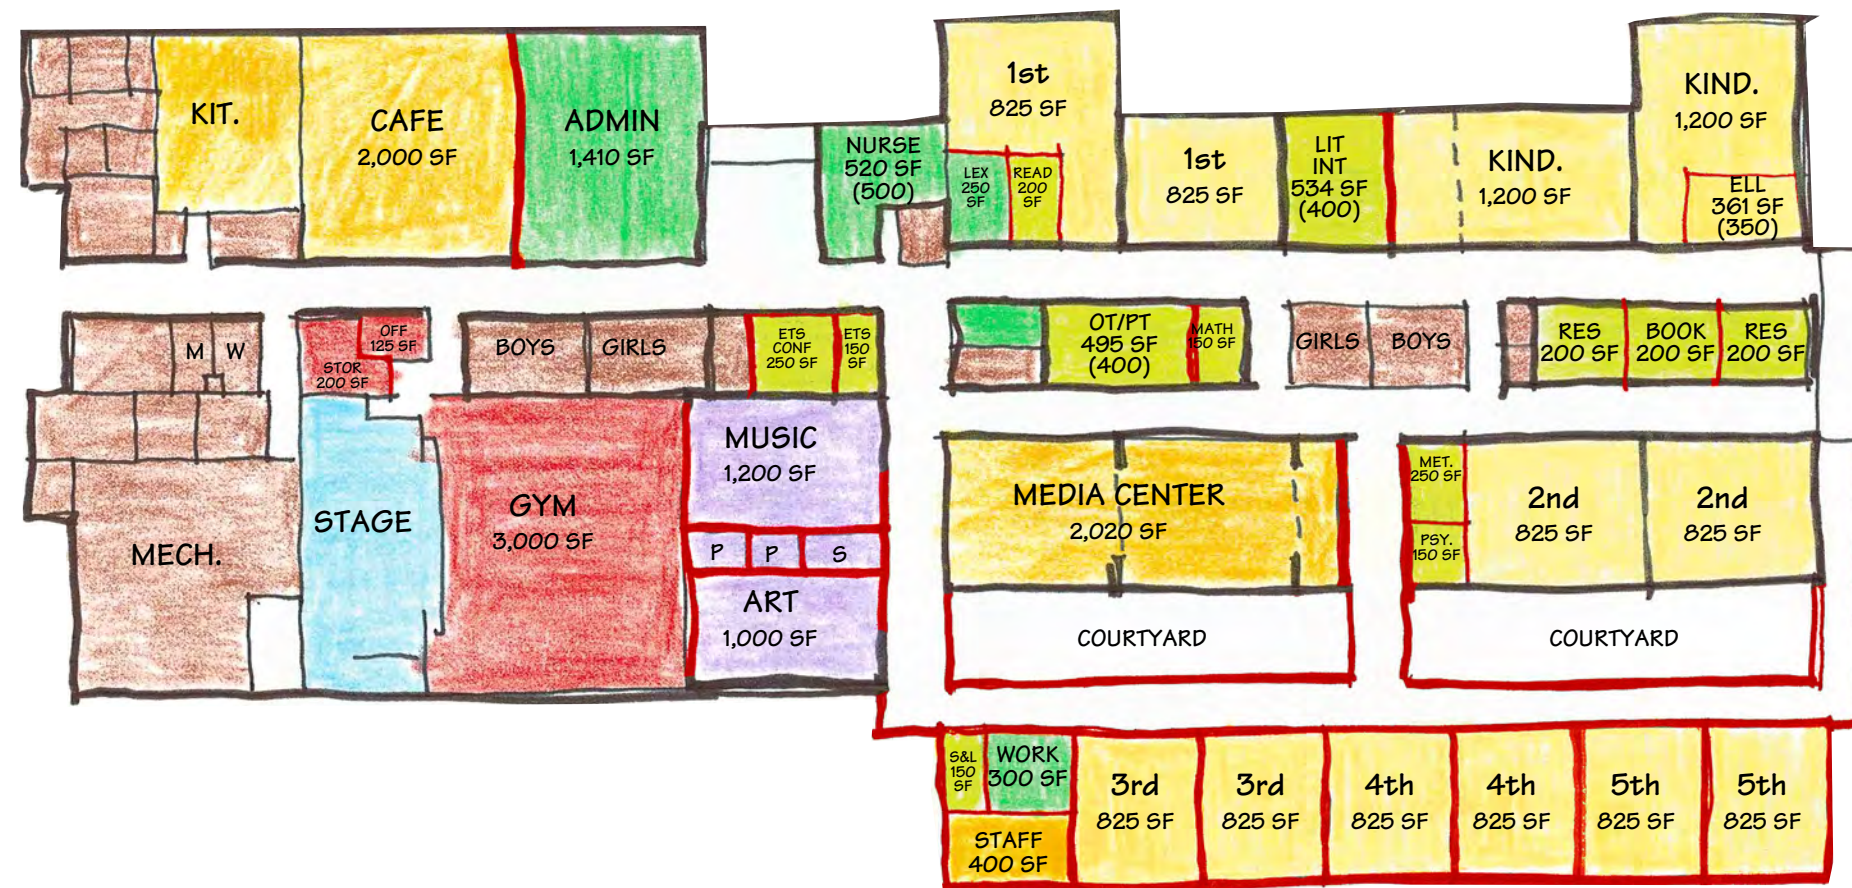 KIT.
CAFE
2,000 SF
ADMIN
1,410 SF
NURSE
520 SF
(500)
1st
825 SF
LEX
250
SF
READ
200
SF
1st
825 SF
LIT
INT
534 SF
(400)
KIND.
1,200 SF
KIND.
1,200 SF
ELL
361 SF
(350)
M
W
OFF
125 SF
STOR
200 SF
BOYS
GIRLS
ETS
CONF
250 SF
ETS
150
SF
OT/PT
495 SF
(400)
MATH
150 SF
GIRLS
BOYS
RES
200 SF
BOOK
200 SF
RES
200 SF
MECH.
STAGE
GYM
3,000 SF
MUSIC
1,200 SF
P
P
S
ART
1,000 SF
MEDIA CENTER
2,020 SF
COURTYARD
MET.
250 SF
PSY.
150 SF
2nd
825 SF
2nd
825 SF
COURTYARD
S&L
150
SF
WORK
300 SF
STAFF
400 SF
3rd
825 SF
3rd
825 SF
4th
825 SF
4th
825 SF
5th
825 SF
5th
825 SF